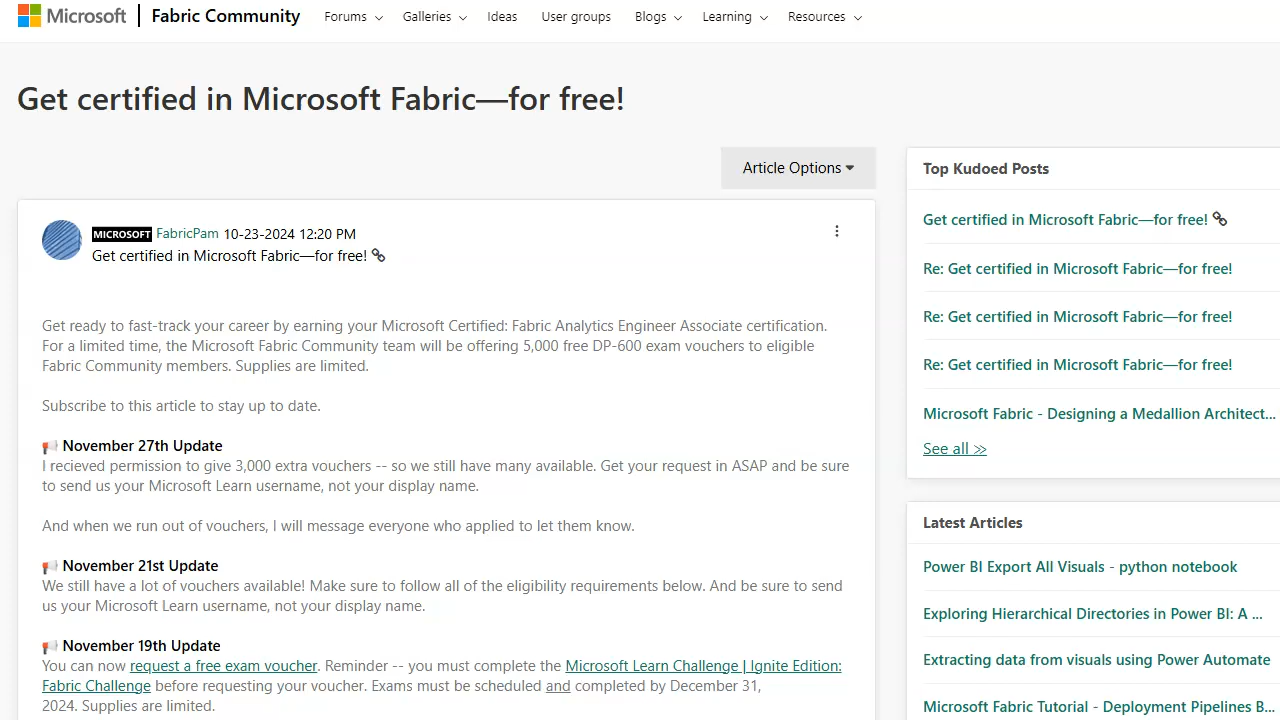 Microsoft | Fabric Community Forums Galleries Ideas User groups Blogs Learning Resources
Get certified in Microsoft Fabric—for free!
Article Options
MICROSOFT FabricPam 10-23-2024 12:20 PM
Get certified in Microsoft Fabric—for free!
Get ready to fast-track your career by earning your Microsoft Certified: Fabric Analytics Engineer Associate certification.
For a limited time, the Microsoft Fabric Community team will be offering 5,000 free DP-600 exam vouchers to eligible
Fabric Community members. Supplies are limited.
Subscribe to this article to stay up to date.
November 27th Update
I recieved permission to give 3,000 extra vouchers -- so we still have many available. Get your request in ASAP and be sure
to send us your Microsoft Learn username, not your display name.
And when we run out of vouchers, I will message everyone who applied to let them know.
November 21st Update
We still have a lot of vouchers available! Make sure to follow all of the eligibility requirements below. And be sure to send
us your Microsoft Learn username, not your display name.
November 19th Update
You can now request a free exam voucher. Reminder -- you must complete the Microsoft Learn Challenge | Ignite Edition:
Fabric Challenge before requesting your voucher. Exams must be scheduled and completed by December 31,
2024. Supplies are limited.
Top Kudoed Posts
Get certified in Microsoft Fabric—for free!
Re: Get certified in Microsoft Fabric—for free!
Re: Get certified in Microsoft Fabric—for free!
Re: Get certified in Microsoft Fabric—for free!
Microsoft Fabric - Designing a Medallion Architect...
See all ≫
Latest Articles
Power BI Export All Visuals - python notebook
Exploring Hierarchical Directories in Power BI: A ...
Extracting data from visuals using Power Automate
Microsoft Fabric Tutorial - Deployment Pipelines B...